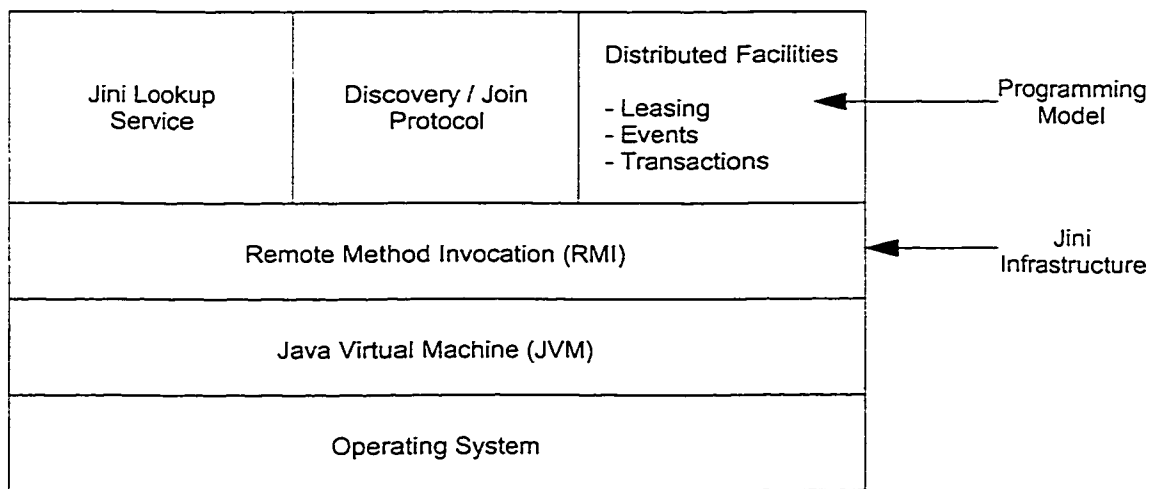 Jini Lookup
Service
Discovery / Join
Protocol
Distributed Facilities
- Leasing
- Events
- Transactions
Programming
Model
Remote Method Invocation (RMI)
Jini
Infrastructure
Java Virtual Machine (JVM)
Operating System